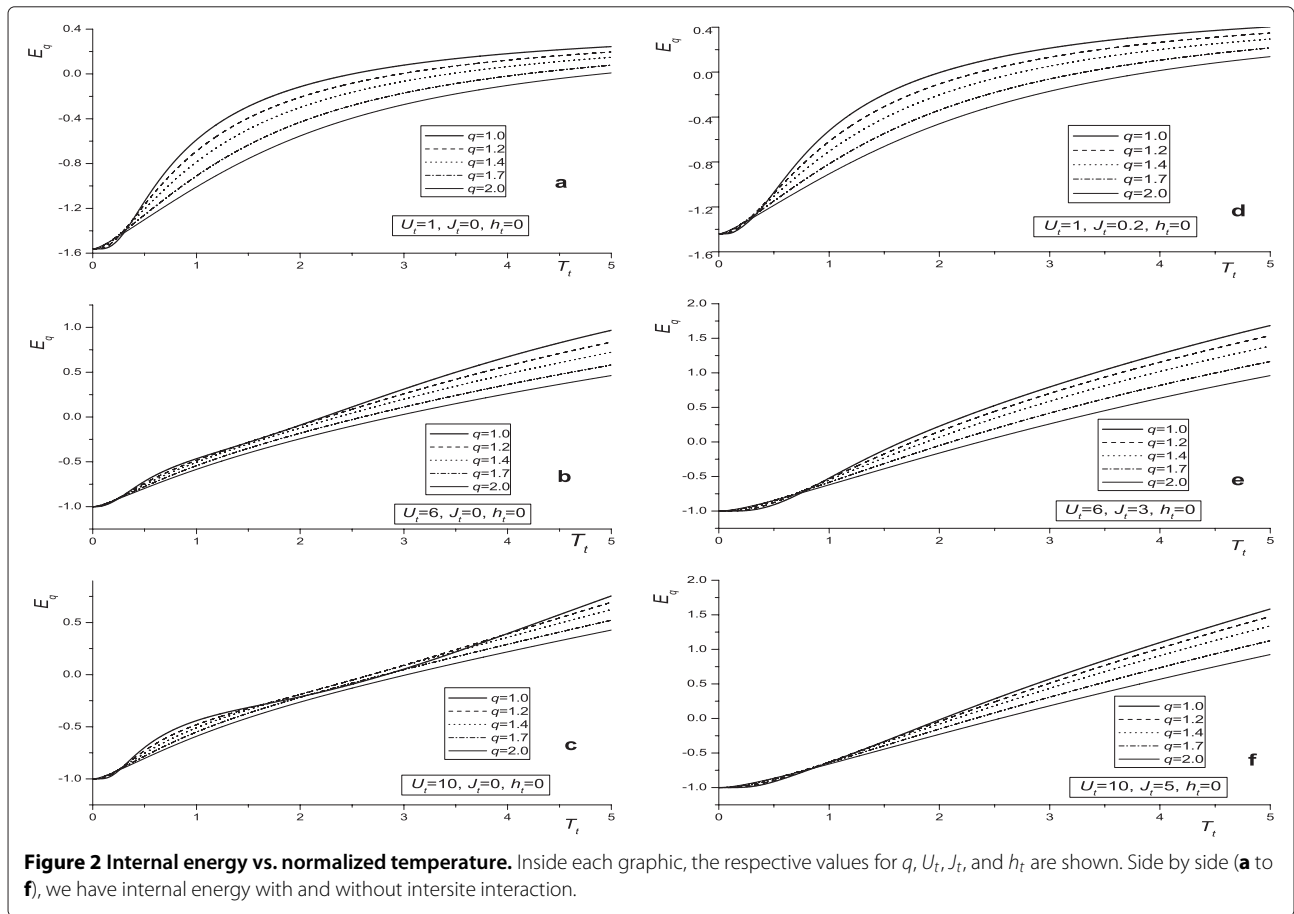 E_q
0.4
0.0
-0.4
-0.8
-1.2
-1.6
q=1.0
q=1.2
q=1.4
q=1.7
q=2.0
a
U_t=1, J_t=0, h_t=0
0 1 2 3 4 5
T_t
E_q
0.4
0.0
-0.4
-0.8
-1.2
-1.6
q=1.0
q=1.2
q=1.4
q=1.7
q=2.0
d
U_t=1, J_t=0.2, h_t=0
0 1 2 3 4 5
T_t
E_q
1.0
0.5
0.0
-0.5
-1.0
q=1.0
q=1.2
q=1.4
q=1.7
q=2.0
b
U_t=6, J_t=0, h_t=0
0 1 2 3 4 5
T_t
E_q
2.0
1.5
1.0
0.5
0.0
-0.5
-1.0
q=1.0
q=1.2
q=1.4
q=1.7
q=2.0
e
U_t=6, J_t=3, h_t=0
0 1 2 3 4 5
T_t
E_q
0.5
0.0
-0.5
-1.0
q=1.0
q=1.2
q=1.4
q=1.7
q=2.0
c
U_t=10, J_t=0, h_t=0
0 1 2 3 4 5
T_t
E_q
2.0
1.5
1.0
0.5
0.0
-0.5
-1.0
q=1.0
q=1.2
q=1.4
q=1.7
q=2.0
f
U_t=10, J_t=5, h_t=0
0 1 2 3 4 5
T_t
Figure 2 Internal energy vs. normalized temperature. Inside each graphic, the respective values for q, U_t, J_t, and h_t are shown. Side by side (a to
f), we have internal energy with and without intersite interaction.